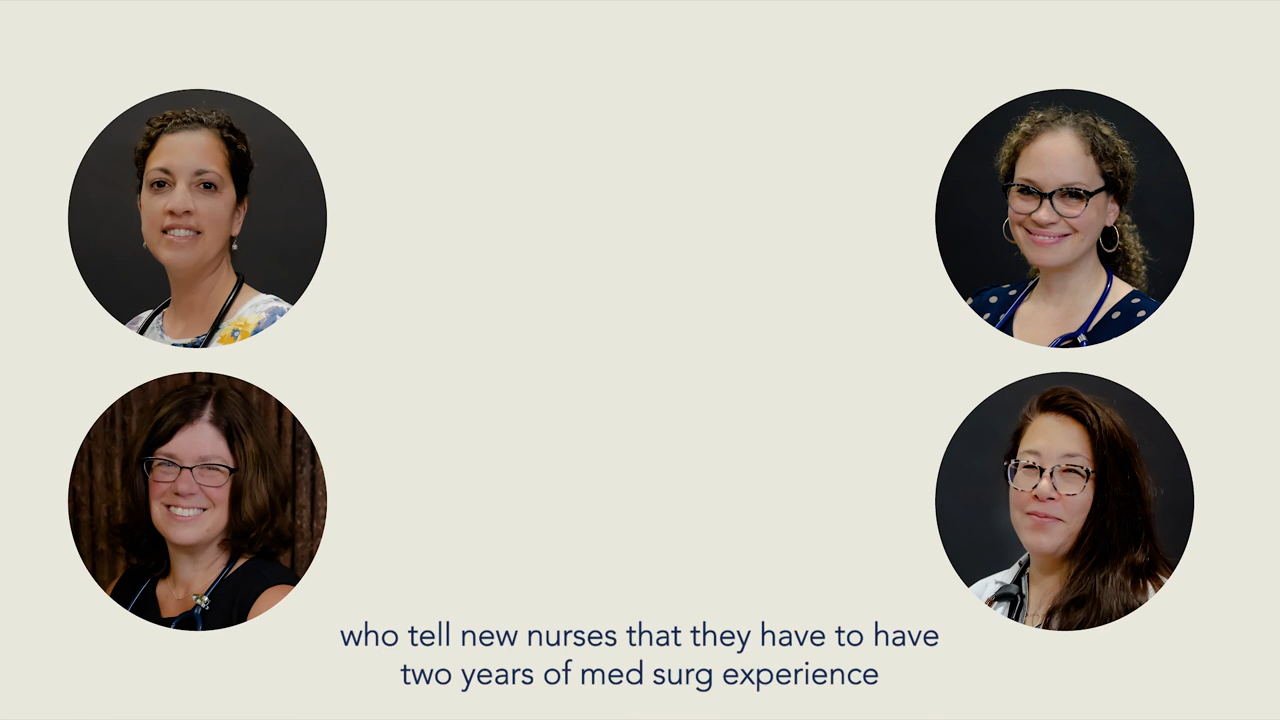 who tell new nurses that they have to have
two years of med surg experience